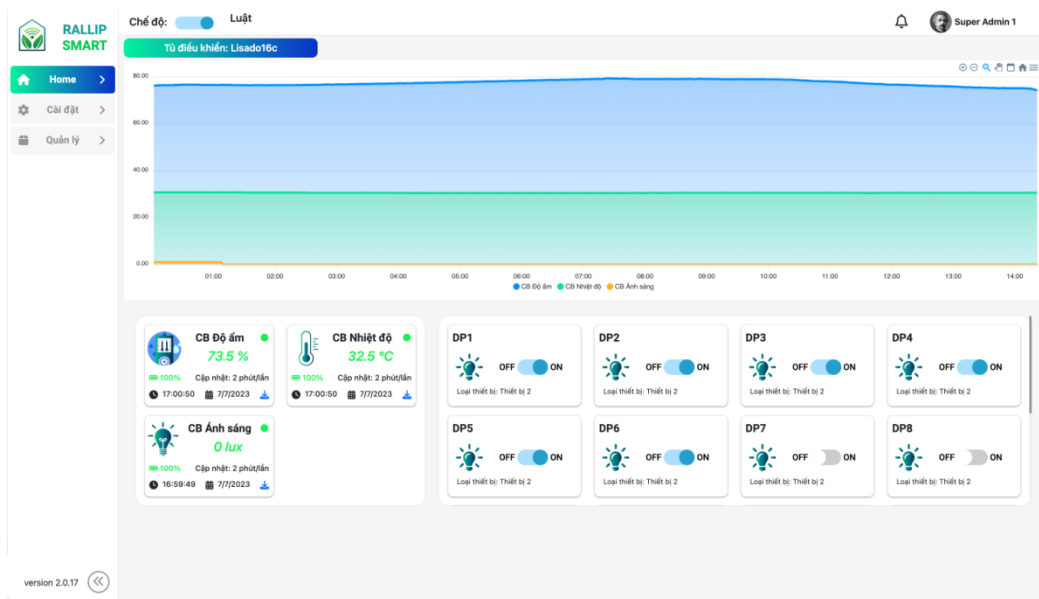 RALLIP
SMART
Home
Cài đặt
Quản lý
version 2.0.17
Chế độ:
Luật
Super Admin 1
Tủ điều khiển: Lisado16c
80.00
60.00
40.00
20.00
0.00
01:00 02:00 03:00 04:00 05:00 06:00 07:00 08:00 09:00 10:00 11:00 12:00 13:00 14:00
CB Độ ẩm CB Nhiệt độ CB Ánh sáng
CB Độ ẩm
73.5 %
100% Cập nhật: 2 phút/lần
17:00:50 7/7/2023
CB Nhiệt độ
32.5 °C
100% Cập nhật: 2 phút/lần
17:00:50 7/7/2023
CB Ánh sáng
0 lux
100% Cập nhật: 2 phút/lần
16:59:49 7/7/2023
DP1
OFF ON
Loại thiết bị: Thiết bị 2
DP2
OFF ON
Loại thiết bị: Thiết bị 2
DP3
OFF ON
Loại thiết bị: Thiết bị 2
DP4
OFF ON
Loại thiết bị: Thiết bị 2
DP5
OFF ON
Loại thiết bị: Thiết bị 2
DP6
OFF ON
Loại thiết bị: Thiết bị 2
DP7
OFF ON
Loại thiết bị: Thiết bị 2
DP8
OFF ON
Loại thiết bị: Thiết bị 2